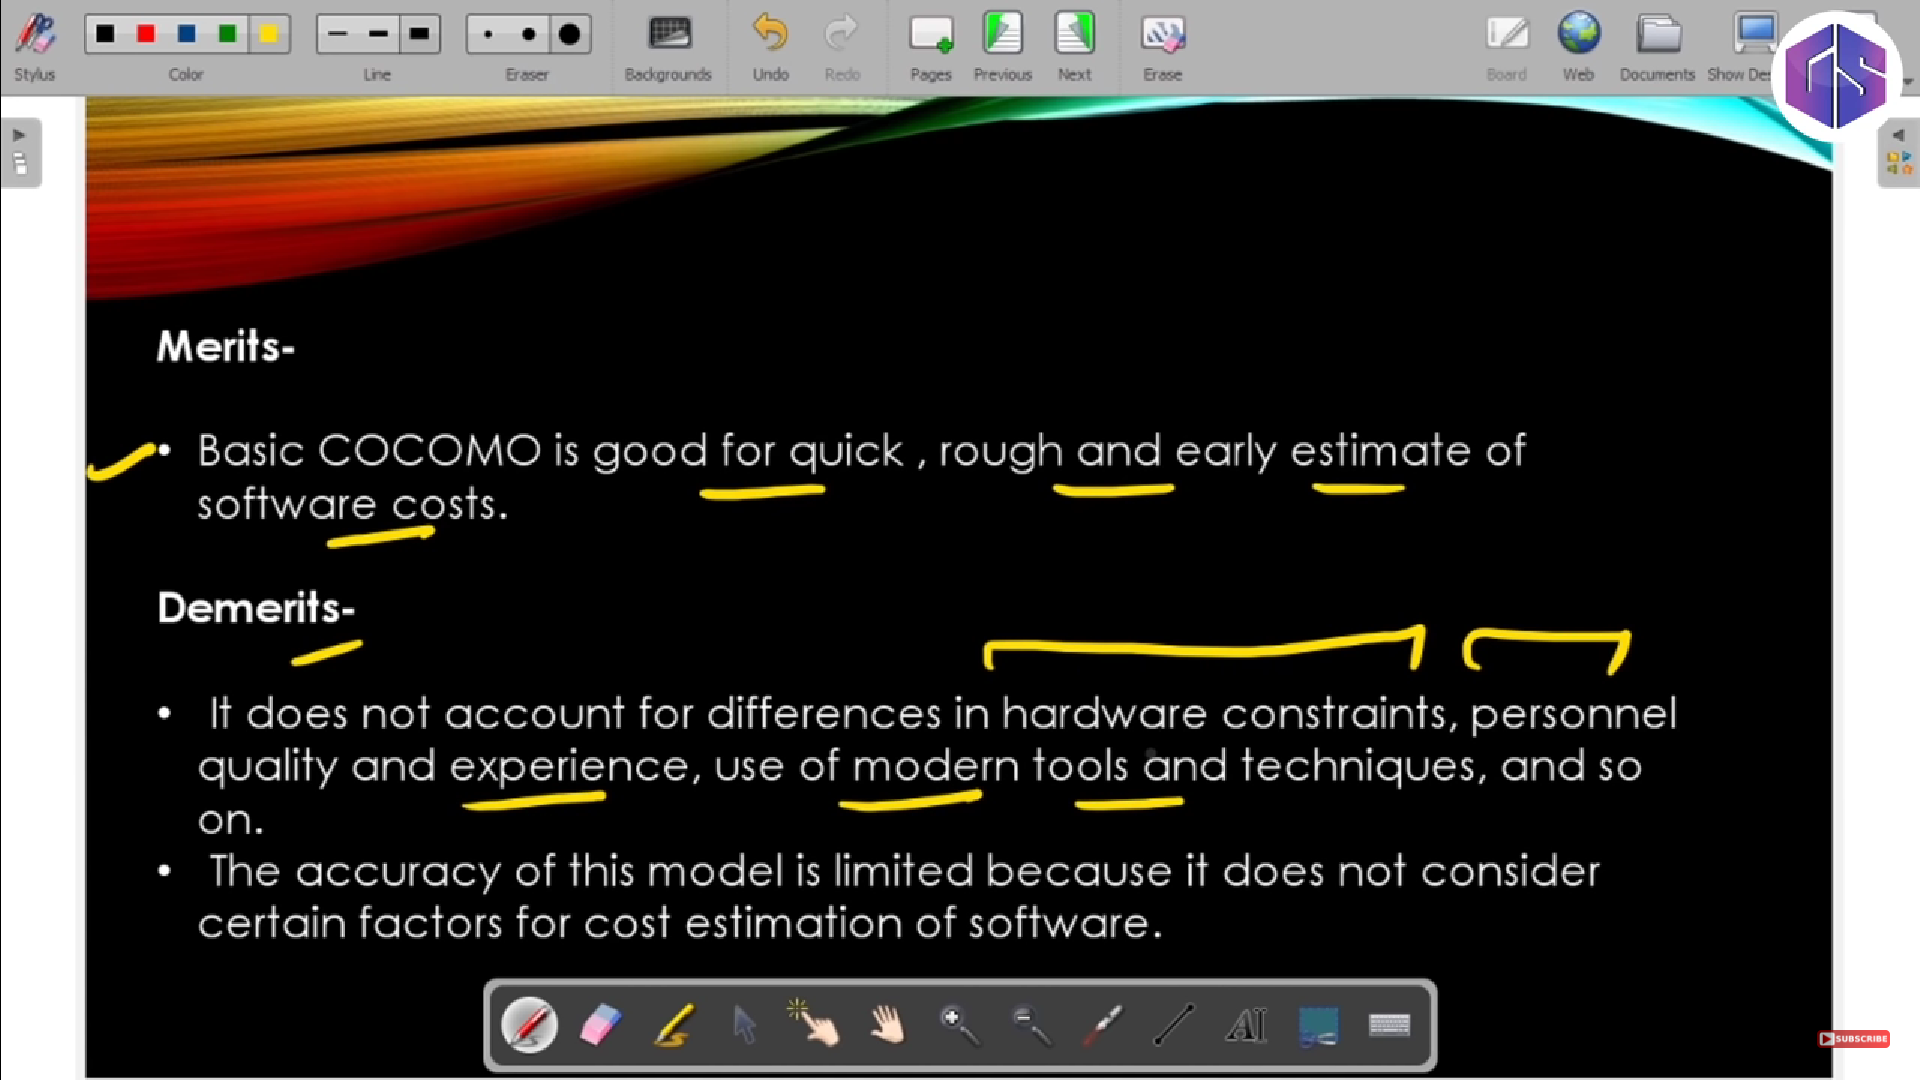 Stylus
Color
Line
Eraser
Backgrounds
Undo
Redo
Pages
Previous
Next
Erase
Board
Web
Documents
Show
Merits-
• Basic COCOMO is good for quick , rough and early estimate of
software costs.
Demerits-
• It does not account for differences in hardware constraints, personnel
quality and experience, use of modern tools and techniques, and so
on.
• The accuracy of this model is limited because it does not consider
certain factors for cost estimation of software.
AI
SUBSCRIBE